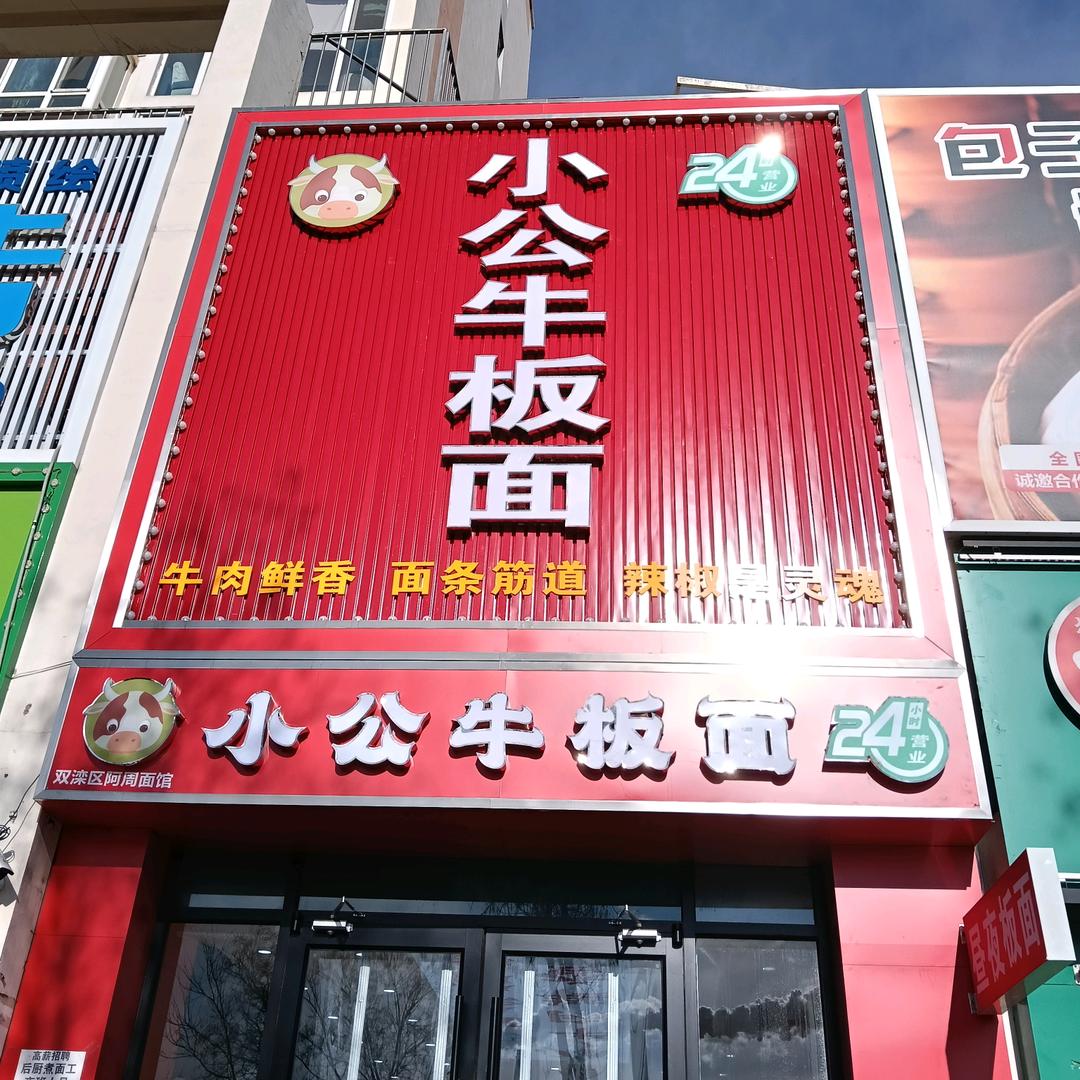 小公牛板面
24小时营业
牛肉鲜香 面条筋道 辣椒是灵魂
小公牛板面
24小时营业
双滦区阿周面馆
昼夜板面
高薪招聘
后厨煮面工
包子
全国
诚邀合作
喷绘